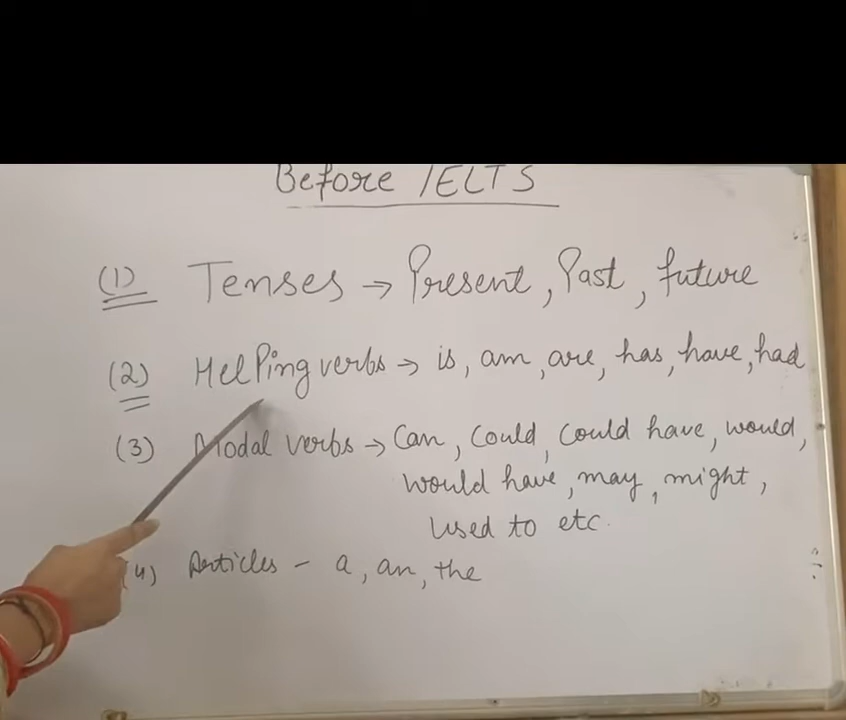 Before IELTS
(1) Tenses → Present, Past, future
(2) Helping verbs → is, am, are, has, have, had
(3) Modal verbs → Can, Could, Could have, would,
would have, may, might,
used to etc.
(4) Articles - a, an, the